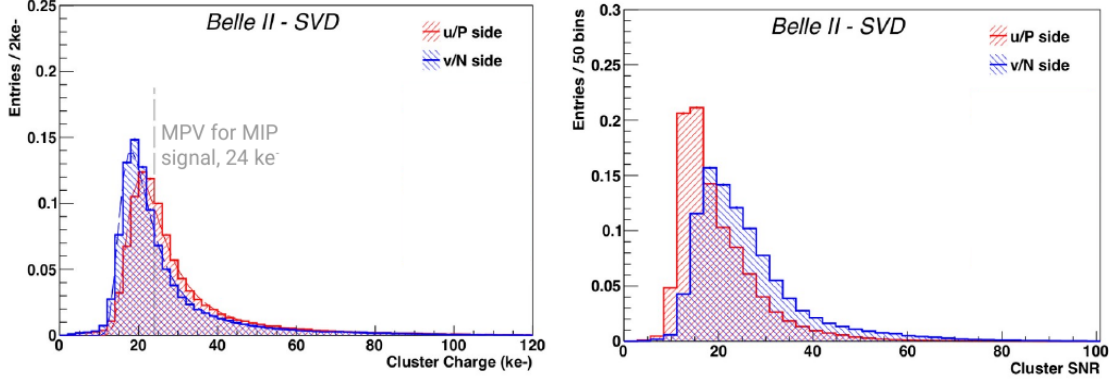 Belle II - SVD
u/P side
v/N side
Entries / 2ke-
0.25
0.2
0.15
0.1
0.05
0
MPV for MIP
signal, 24 ke-
0 20 40 60 80 100 120
Cluster Charge (ke-)
Belle II - SVD
u/P side
v/N side
Entries / 50 bins
0.3
0.25
0.2
0.15
0.1
0.05
0
0 20 40 60 80 100
Cluster SNR